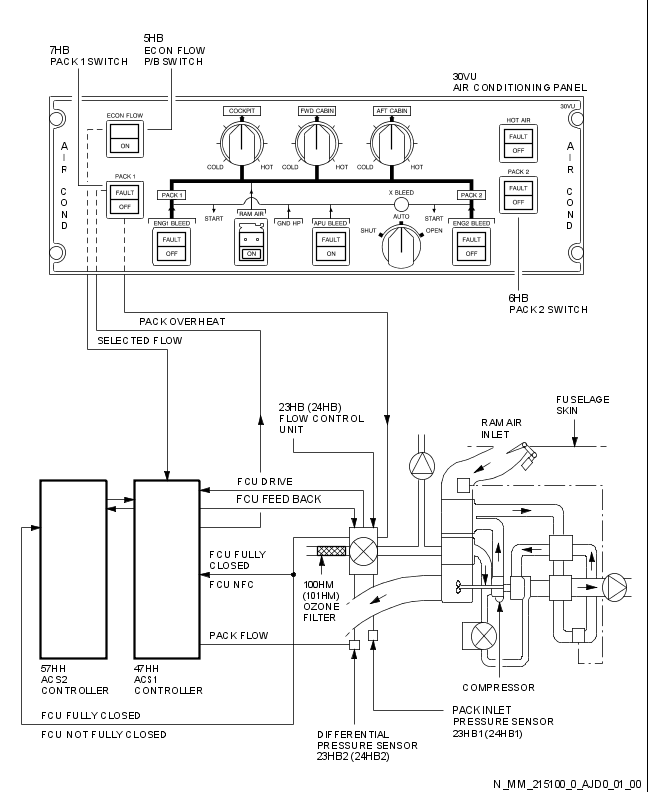 5HB
ECON FLOW
P/B SWITCH
7HB
PACK 1 SWITCH
30VU
AIR CONDITIONING PANEL
30VU
ECON FLOW
ON
COCKPIT
FWD CABIN
AFT CABIN
HOT AIR
FAULT
OFF
COLD
HOT
COLD
HOT
COLD
HOT
AIR COND
AIR COND
PACK 1
FAULT
OFF
PACK 2
FAULT
OFF
PACK 1
X BLEED
PACK 2
START
RAM AIR
GND HP
APU BLEED
AUTO
START
ENG1 BLEED
SHUT
OPEN
ENG2 BLEED
FAULT
OFF
ON
FAULT
ON
FAULT
OFF
6HB
PACK 2 SWITCH
PACK OVERHEAT
SELECTED FLOW
23HB (24HB)
FLOW CONTROL
UNIT
FUSELAGE
SKIN
RAM AIR
INLET
FCU DRIVE
FCU FEED BACK
FCU FULLY
CLOSED
FCU NFC
100HM
(101HM)
OZONE
FILTER
PACK FLOW
57HH
ACS2
CONTROLLER
47HH
ACS1
CONTROLLER
COMPRESSOR
FCU FULLY CLOSED
FCU NOT FULLY CLOSED
PACK INLET
PRESSURE SENSOR
23HB1 (24HB1)
DIFFERENTIAL
PRESSURE SENSOR
23HB2 (24HB2)
N_MM_215100_0_AJD0_01_00